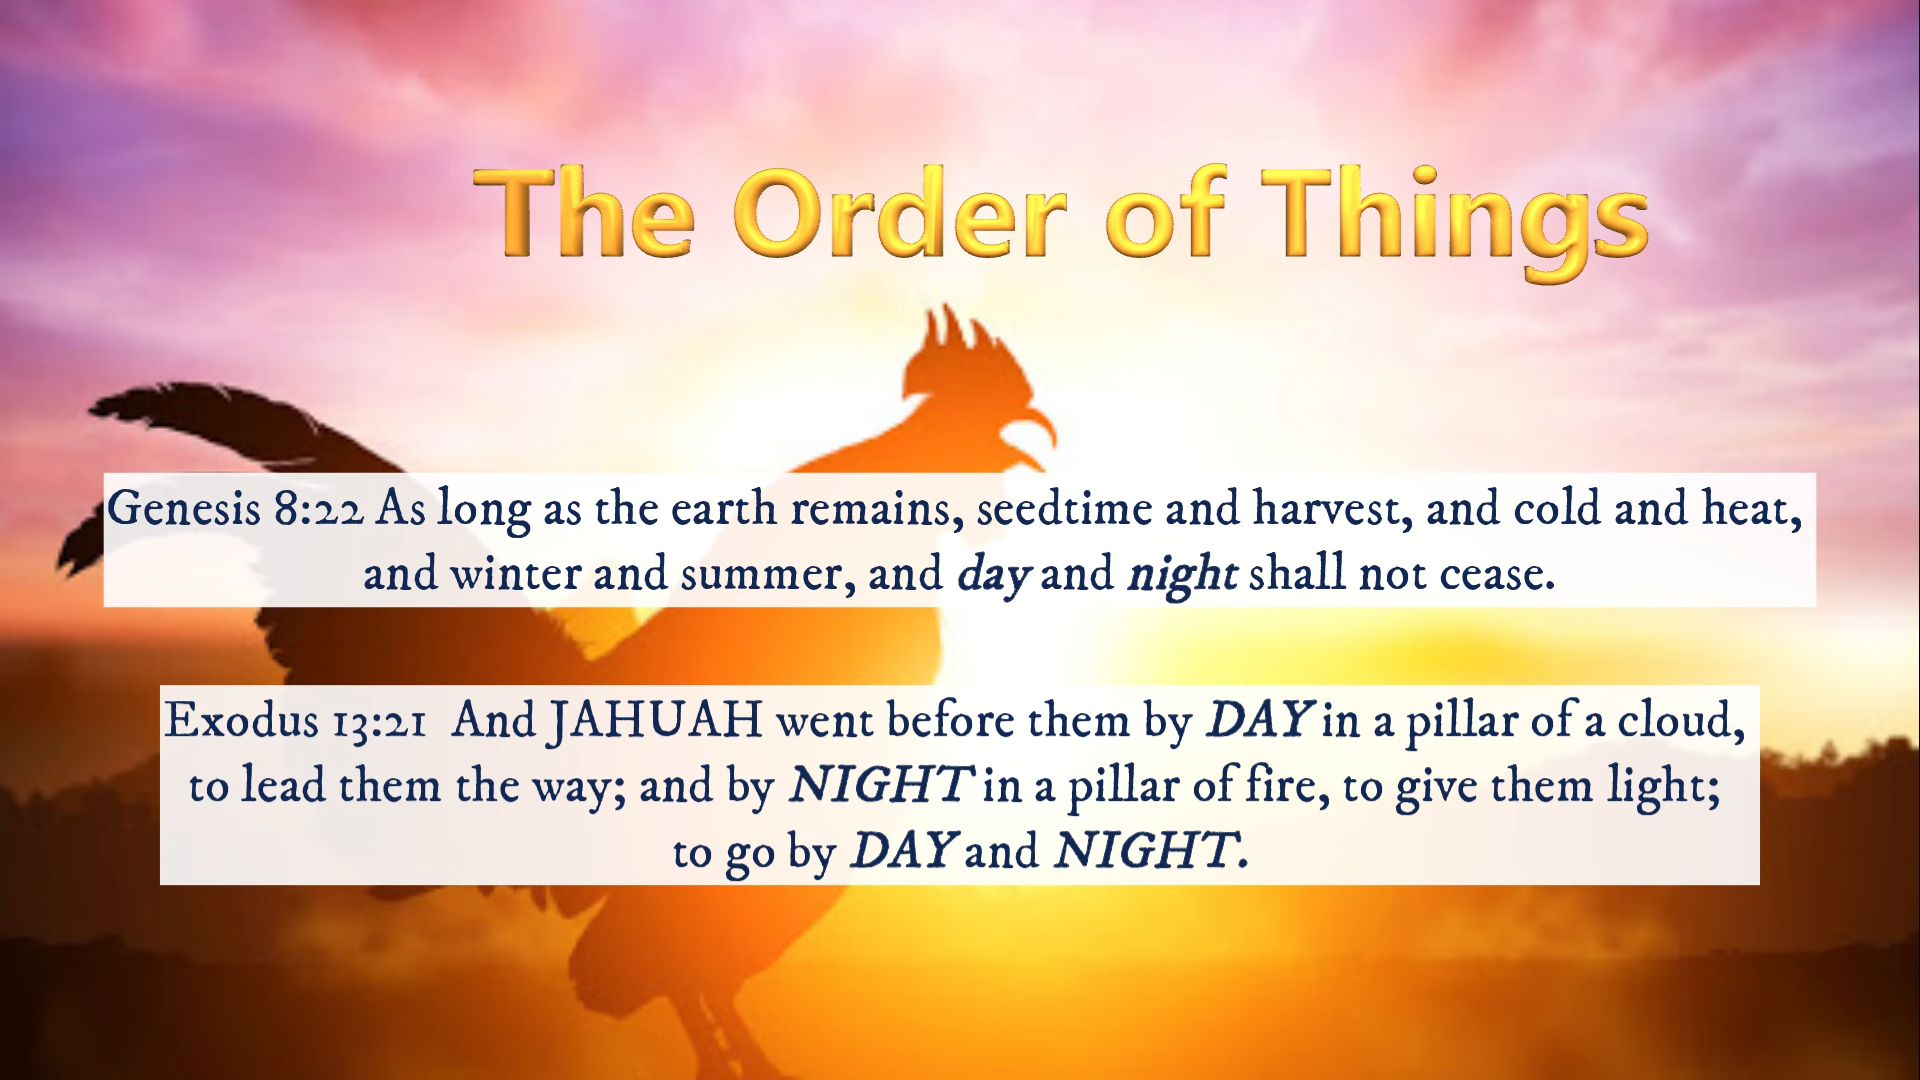 The Order of Things
Genesis 8:22 As long as the earth remains, seedtime and harvest, and cold and heat,
and winter and summer, and day and night shall not cease.
Exodus 13:21 And JAHUAH went before them by DAY in a pillar of a cloud,
to lead them the way; and by NIGHT in a pillar of fire, to give them light;
to go by DAY and NIGHT.